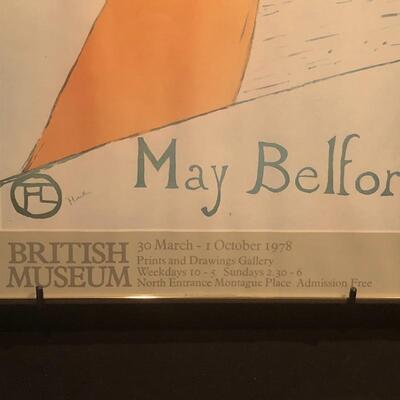 May Belfor
BRITISH
MUSEUM
30 March - 1 October 1978
Prints and Drawings Gallery
Weekdays 10 - 5 Sundays 2.30 - 6
North Entrance Montague Place Admission Free